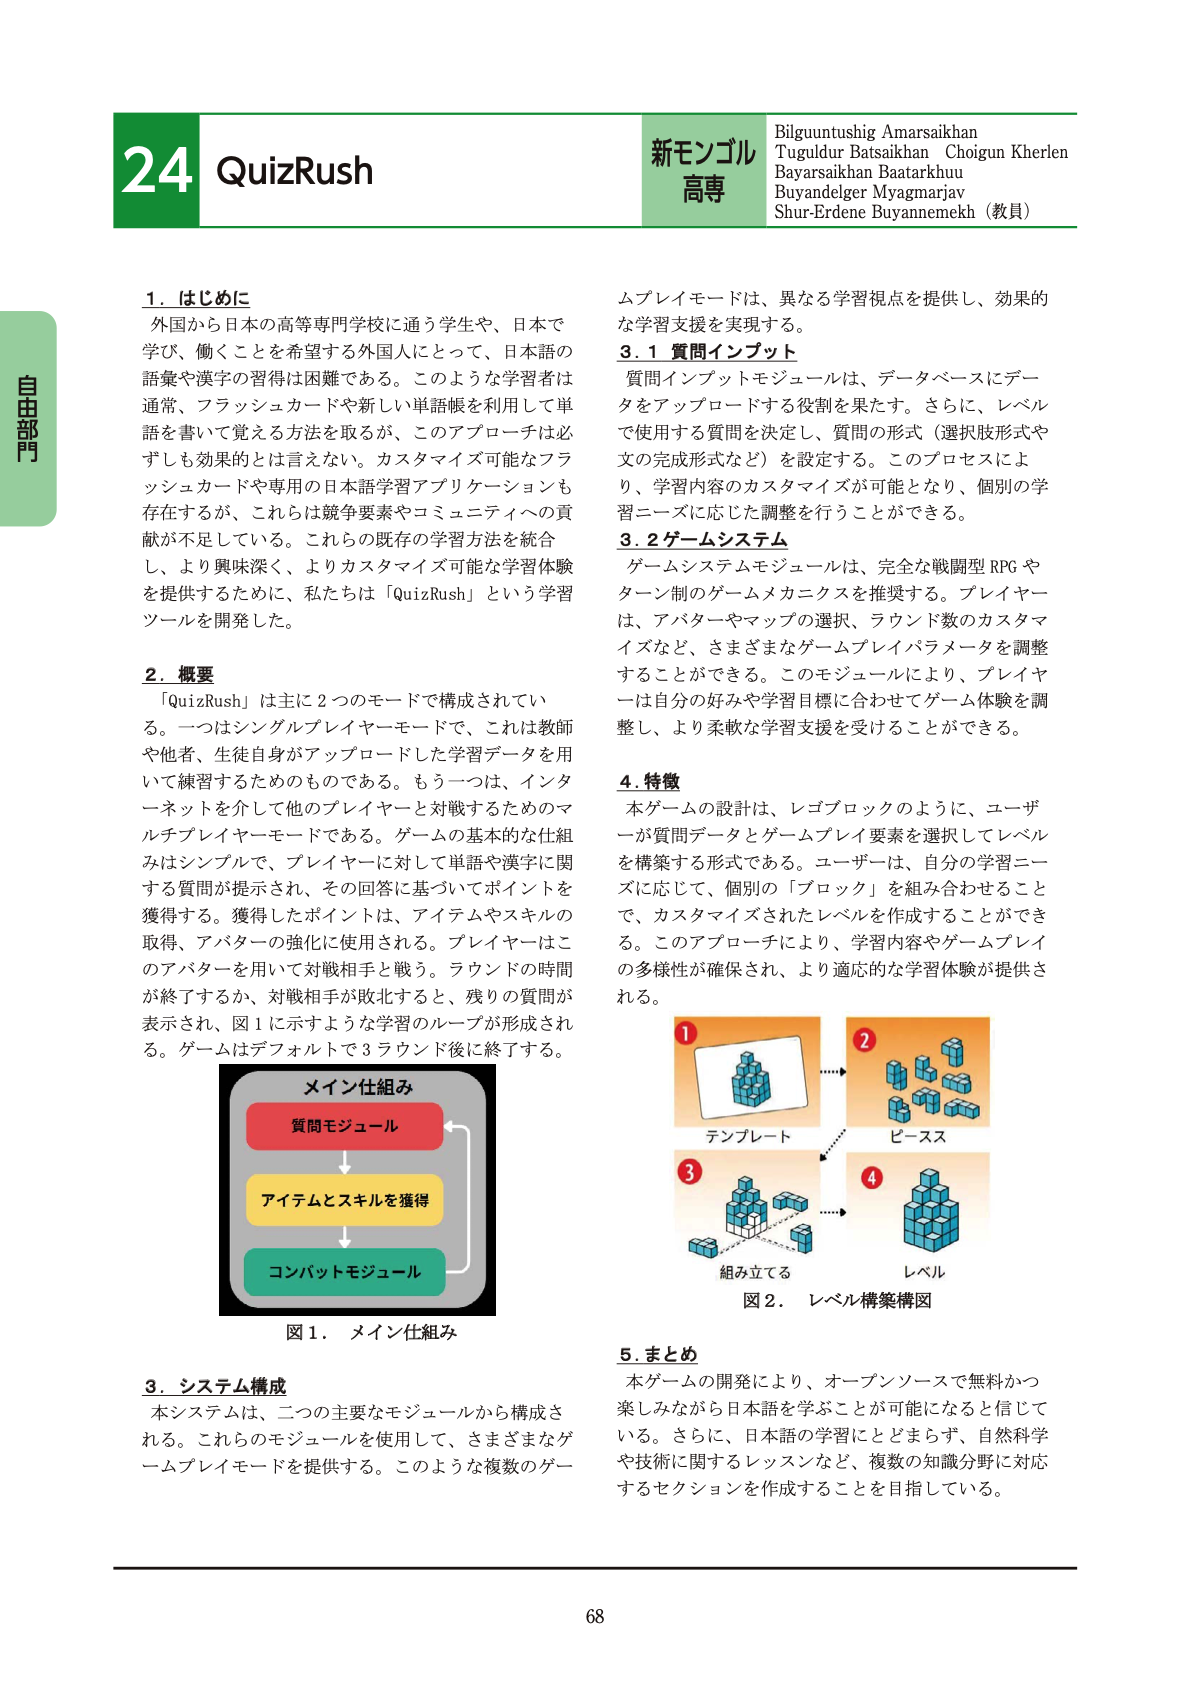 24
QuizRush
新モンゴル
高専
Bilguuntushig Amarsaikhan
Tuguldur Batsaikhan　Choigun Kherlen
Bayarsaikhan Baatarkhuu
Buyandelger Myagmarjav
Shur-Erdene Buyannemekh（教員）
自由部門
１．はじめに
外国から日本の高等専門学校に通う学生や、日本で
学び、働くことを希望する外国人にとって、日本語の
語彙や漢字の習得は困難である。このような学習者は
通常、フラッシュカードや新しい単語帳を利用して単
語を書いて覚える方法を取るが、このアプローチは必
ずしも効果的とは言えない。カスタマイズ可能なフラ
ッシュカードや専用の日本語学習アプリケーションも
存在するが、これらは競争要素やコミュニティへの貢
献が不足している。これらの既存の学習方法を統合
し、より興味深く、よりカスタマイズ可能な学習体験
を提供するために、私たちは「QuizRush」という学習
ツールを開発した。
２．概要
「QuizRush」は主に 2 つのモードで構成されてい
る。一つはシングルプレイヤーモードで、これは教師
や他者、生徒自身がアップロードした学習データを用
いて練習するためのものである。もう一つは、インタ
ーネットを介して他のプレイヤーと対戦するためのマ
ルチプレイヤーモードである。ゲームの基本的な仕組
みはシンプルで、プレイヤーに対して単語や漢字に関
する質問が提示され、その回答に基づいてポイントを
獲得する。獲得したポイントは、アイテムやスキルの
取得、アバターの強化に使用される。プレイヤーはこ
のアバターを用いて対戦相手と戦う。ラウンドの時間
が終了するか、対戦相手が敗北すると、残りの質問が
表示され、図 1 に示すような学習のループが形成され
る。ゲームはデフォルトで 3 ラウンド後に終了する。
メイン仕組み
質問モジュール
アイテムとスキルを獲得
コンバットモジュール
図１．　メイン仕組み
３．システム構成
本システムは、二つの主要なモジュールから構成さ
れる。これらのモジュールを使用して、さまざまなゲ
ームプレイモードを提供する。このような複数のゲー
ムプレイモードは、異なる学習視点を提供し、効果的
な学習支援を実現する。
３.１ 質問インプット
質問インプットモジュールは、データベースにデー
タをアップロードする役割を果たす。さらに、レベル
で使用する質問を決定し、質問の形式（選択肢形式や
文の完成形式など）を設定する。このプロセスによ
り、学習内容のカスタマイズが可能となり、個別の学
習ニーズに応じた調整を行うことができる。
３.２ゲームシステム
ゲームシステムモジュールは、完全な戦闘型 RPG や
ターン制のゲームメカニクスを推奨する。プレイヤー
は、アバターやマップの選択、ラウンド数のカスタマ
イズなど、さまざまなゲームプレイパラメータを調整
することができる。このモジュールにより、プレイヤ
ーは自分の好みや学習目標に合わせてゲーム体験を調
整し、より柔軟な学習支援を受けることができる。
４.特徴
本ゲームの設計は、レゴブロックのように、ユーザ
ーが質問データとゲームプレイ要素を選択してレベル
を構築する形式である。ユーザーは、自分の学習ニー
ズに応じて、個別の「ブロック」を組み合わせること
で、カスタマイズされたレベルを作成することができ
る。このアプローチにより、学習内容やゲームプレイ
の多様性が確保され、より適応的な学習体験が提供さ
れる。
1
2
テンプレート
ピースス
3
4
組み立てる
レベル
図２．　レベル構築構図
５.まとめ
本ゲームの開発により、オープンソースで無料かつ
楽しみながら日本語を学ぶことが可能になると信じて
いる。さらに、日本語の学習にとどまらず、自然科学
や技術に関するレッスンなど、複数の知識分野に対応
するセクションを作成することを目指している。
68